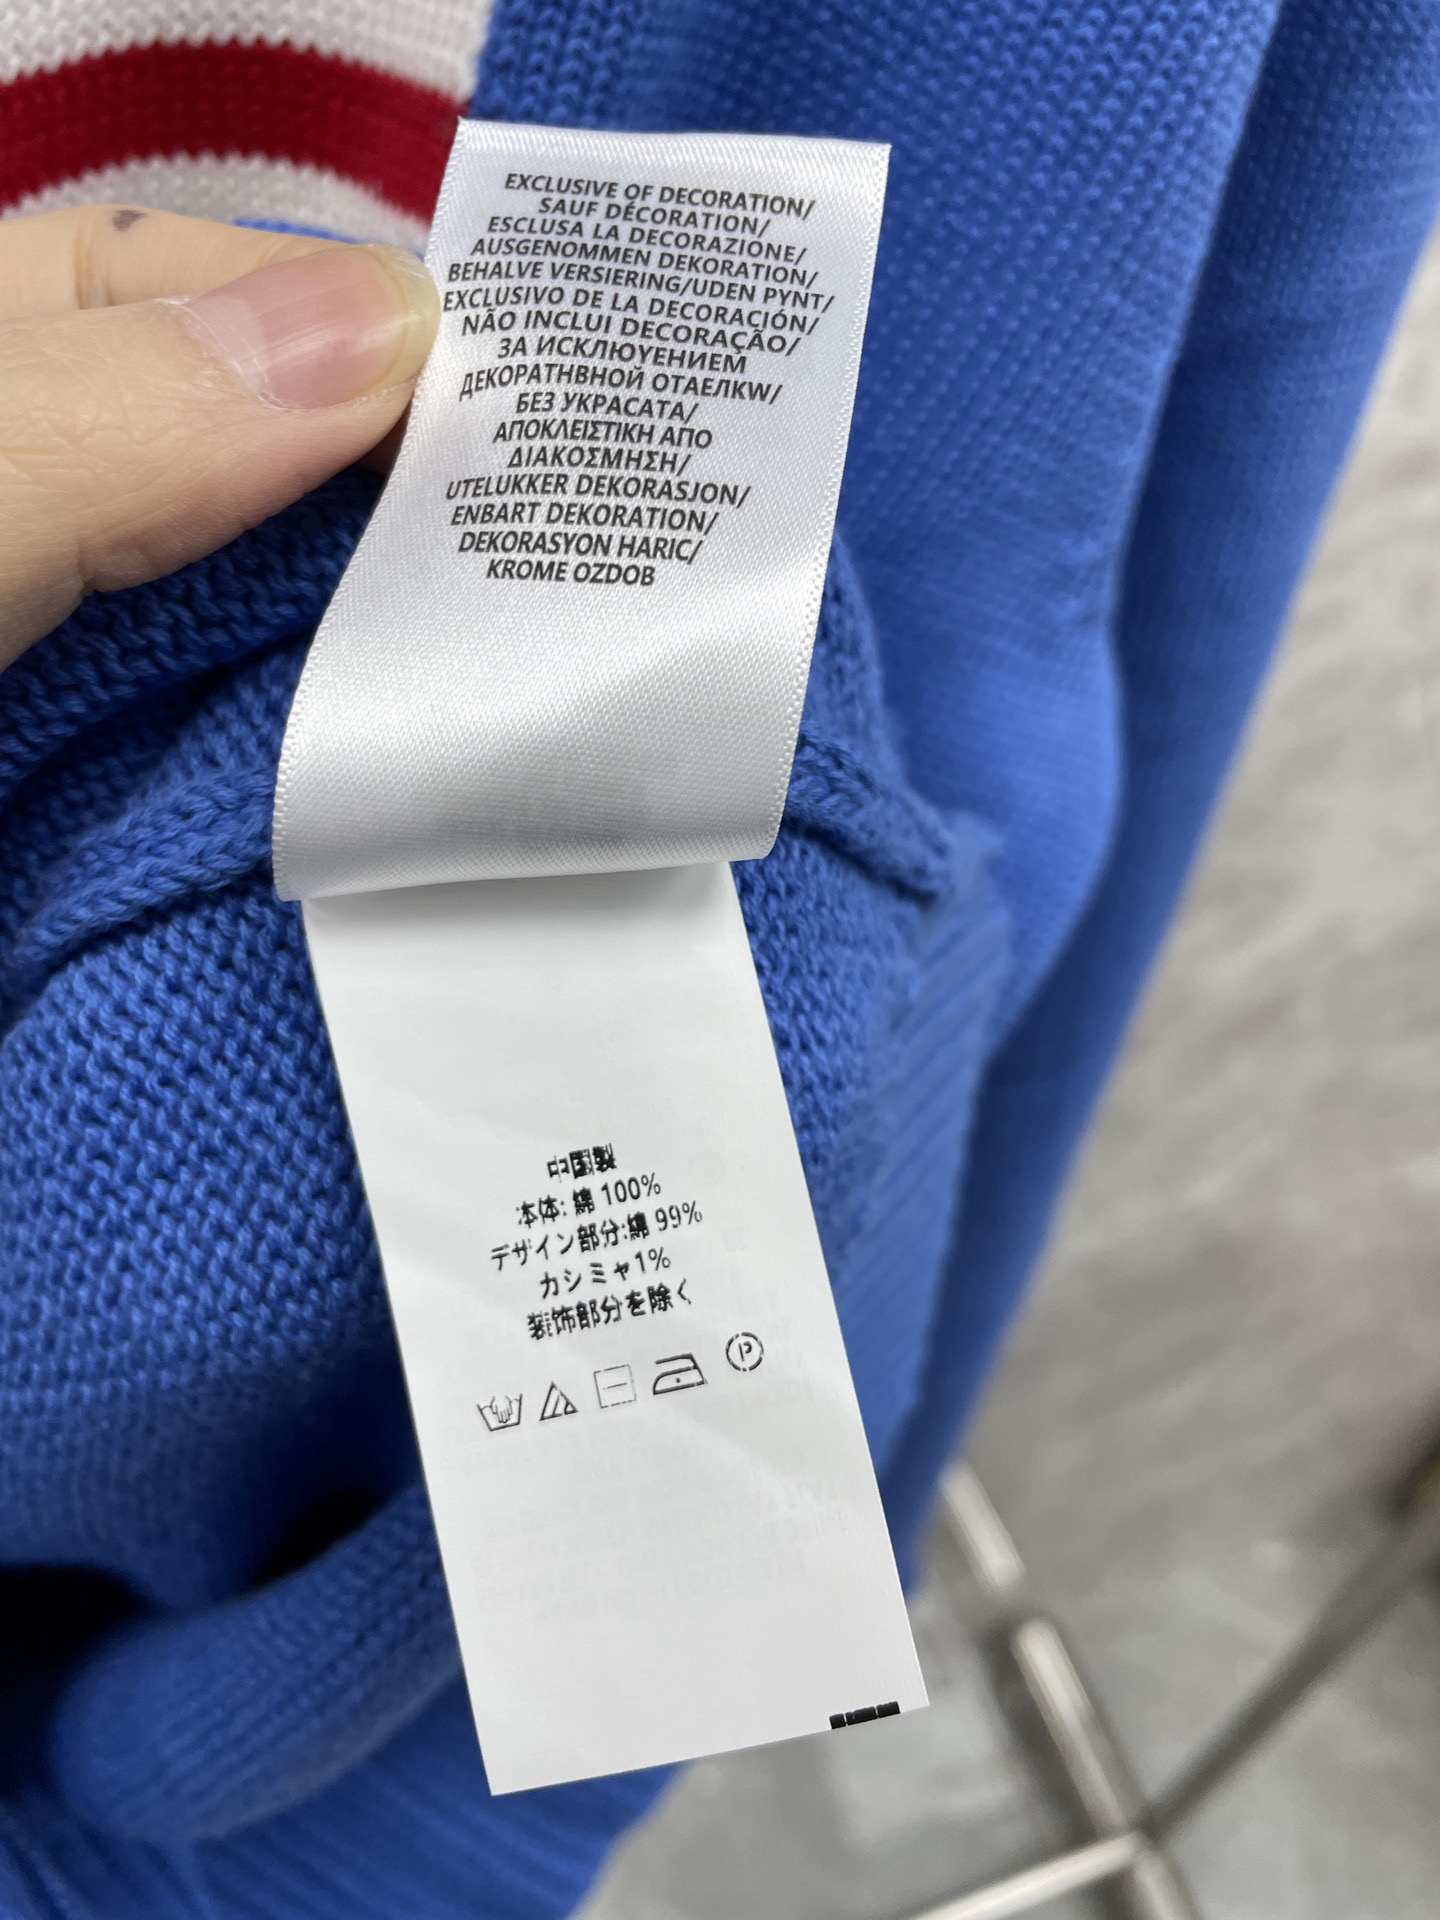 EXCLUSIVE OF DECORATION/
SAUF DÉCORATION/
ESCLUSA LA DECORAZIONE/
AUSGENOMMEN DEKORATION/
BEHALVE VERSIERING/UDEN PYNT/
EXCLUSIVO DE LA DECORACIÓN/
NÃO INCLUI DECORAÇÃO/
ЗА ИСКЛЮУЕНИЕМ
ДЕКОРАТНВНОЙ ОТАЕЛКW/
БЕЗ УКРАСАТА/
ΑΠΟΚΛΕΙΣΤΙΚΗ ΑΠΟ
ΔΙΑΚΟΣΜΗΣΗ/
UTELUKKER DEKORASJON/
ENBART DEKORATION/
DEKORASYON HARIC/
KROME OZDOB
中国製
本体: 綿 100%
デザイン部分:綿 99%
カシミャ1%
装飾部分を除く
P